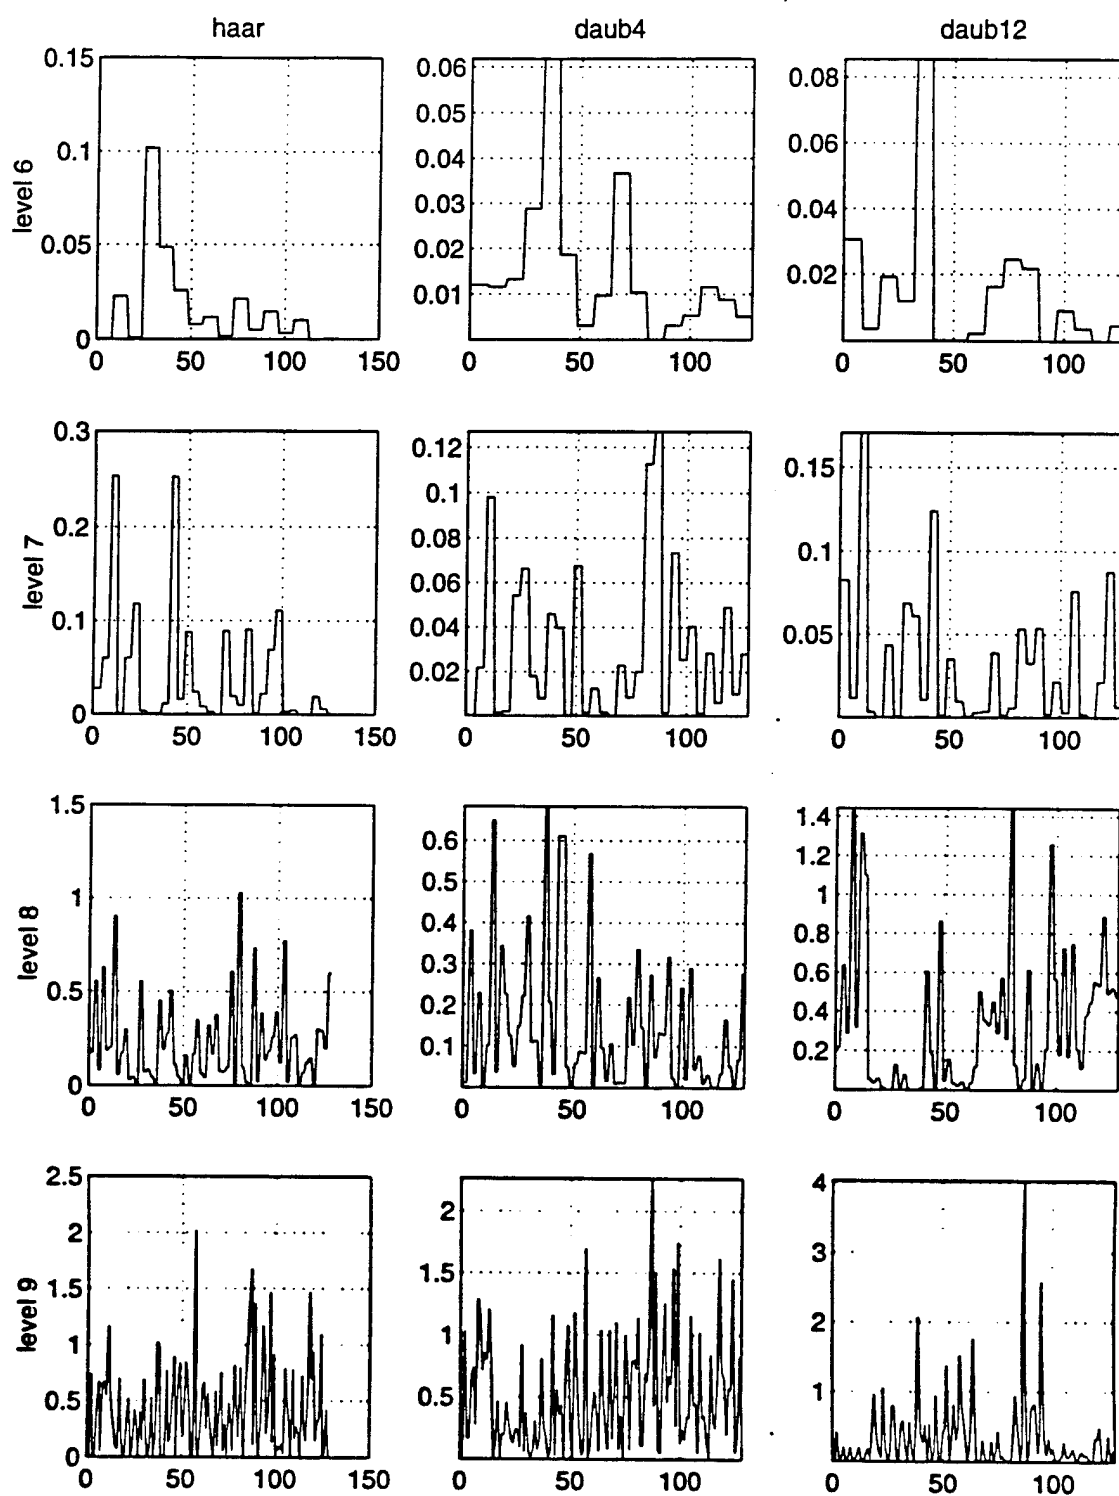 haar daub4 daub12
level 6
0.15 0.1 0.05 0
0 50 100 150
0.06 0.05 0.04 0.03 0.02 0.01
0 50 100
0.08 0.06 0.04 0.02
0 50 100
level 7
0.3 0.2 0.1 0
0 50 100 150
0.12 0.1 0.08 0.06 0.04 0.02
0 50 100
0.15 0.1 0.05
0 50 100
level 8
1.5 1 0.5 0
0 50 100 150
0.6 0.5 0.4 0.3 0.2 0.1
0 50 100
1.4 1.2 1 0.8 0.6 0.4 0.2
0 50 100
level 9
2.5 2 1.5 1 0.5 0
0 50 100 150
2 1.5 1 0.5
0 50 100
4 3 2 1
0 50 100